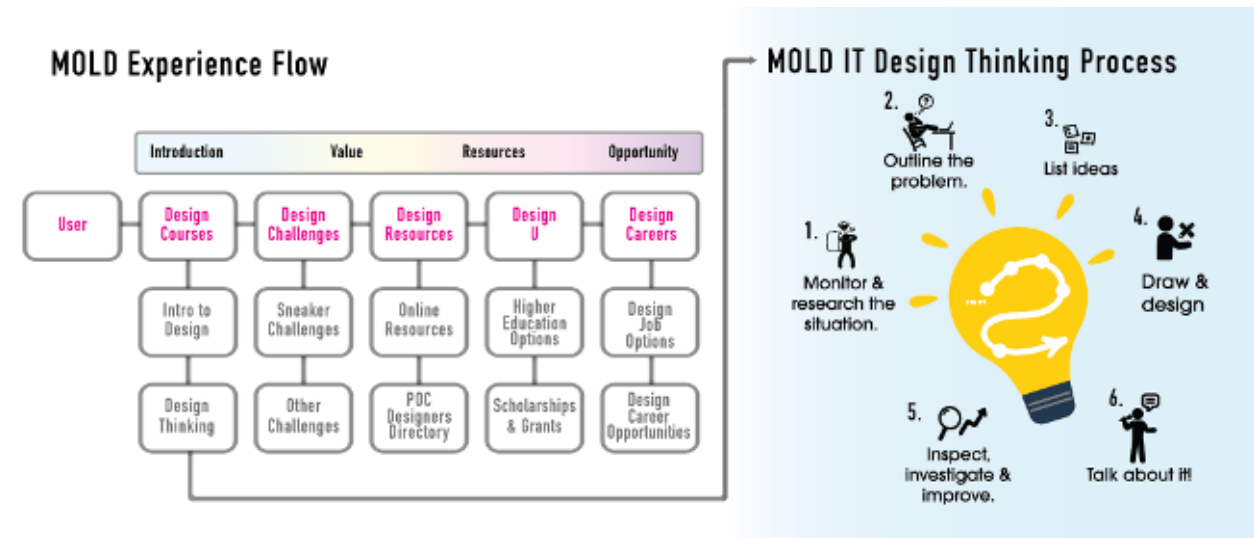 MOLD Experience Flow
Introduction
Value
Resources
Opportunity
User
Design
Courses
Design
Challenges
Design
Resources
Design
U
Design
Careers
Intro to
Design
Sneaker
Challenges
Online
Resources
Higher
Education
Options
Design
Job
Options
Design
Thinking
Other
Challenges
POC
Designers
Directory
Scholarships
& Grants
Design
Career
Opportunities
MOLD IT Design Thinking Process
1.
Monitor &
research the
situation.
2.
Outline the
problem.
3.
List ideas
4.
Draw &
design
5.
Inspect,
investigate &
improve.
6.
Talk about it!